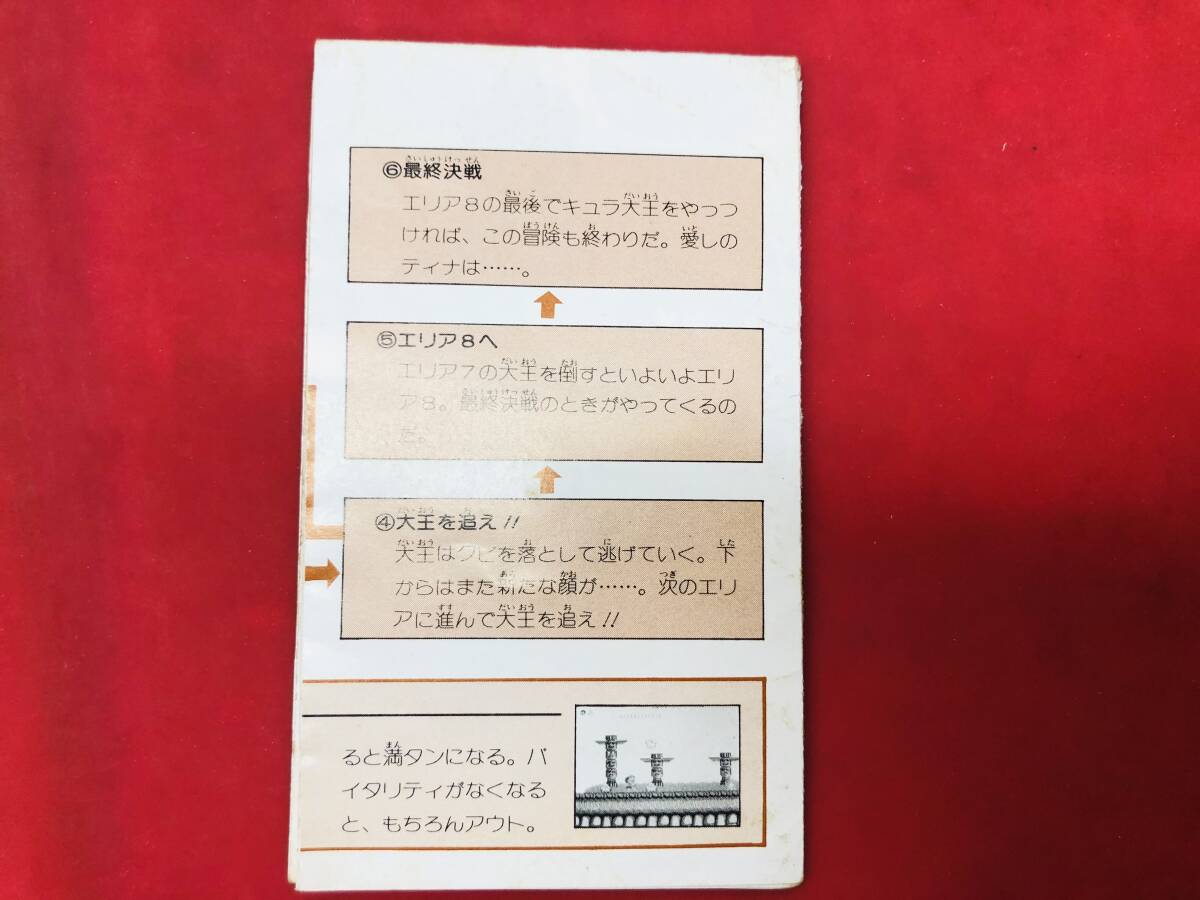 ⑥最終決戦
エリア8の最後でキュラ大王をやっつ
ければ、この冒険も終わりだ。愛しの
ティナは……。
⑤エリア8へ
エリア7の大王を倒すといよいよエリ
ア8。最終決戦のときがやってくるの
だ。
④大王を追え!!
大王はクビを落として逃げていく。下
からはまた新たな顔が……。次のエリ
アに進んで大王を追え!!
ると満タンになる。バ
イタリティがなくなる
と、もちろんアウト。